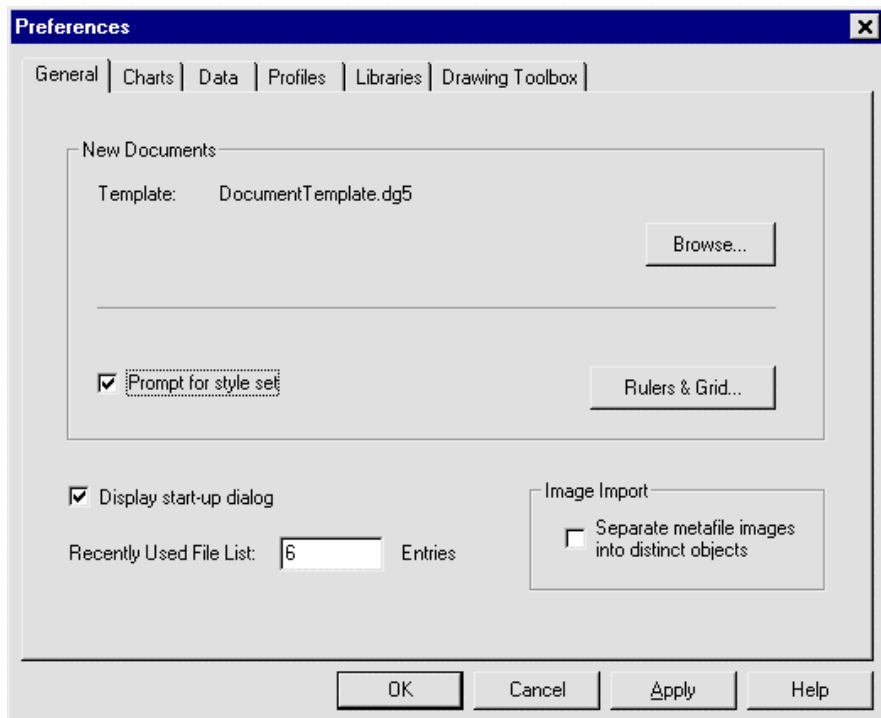 Preferences
General Charts Data Profiles Libraries Drawing Toolbox
New Documents
Template: DocumentTemplate.dg5
Browse...
Prompt for style set
Rulers & Grid...
Display start-up dialog
Recently Used File List: 6 Entries
Image Import
Separate metafile images
into distinct objects
OK Cancel Apply Help